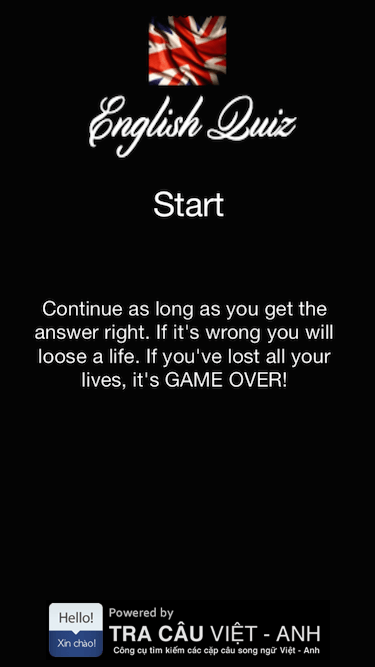 English Quiz
Start
Continue as long as you get the
answer right. If it's wrong you will
loose a life. If you've lost all your
lives, it's GAME OVER!
Hello!
Xin chào!
Powered by
TRA CÂU VIỆT - ANH
Công cụ tìm kiếm các cặp câu song ngữ Việt - Anh